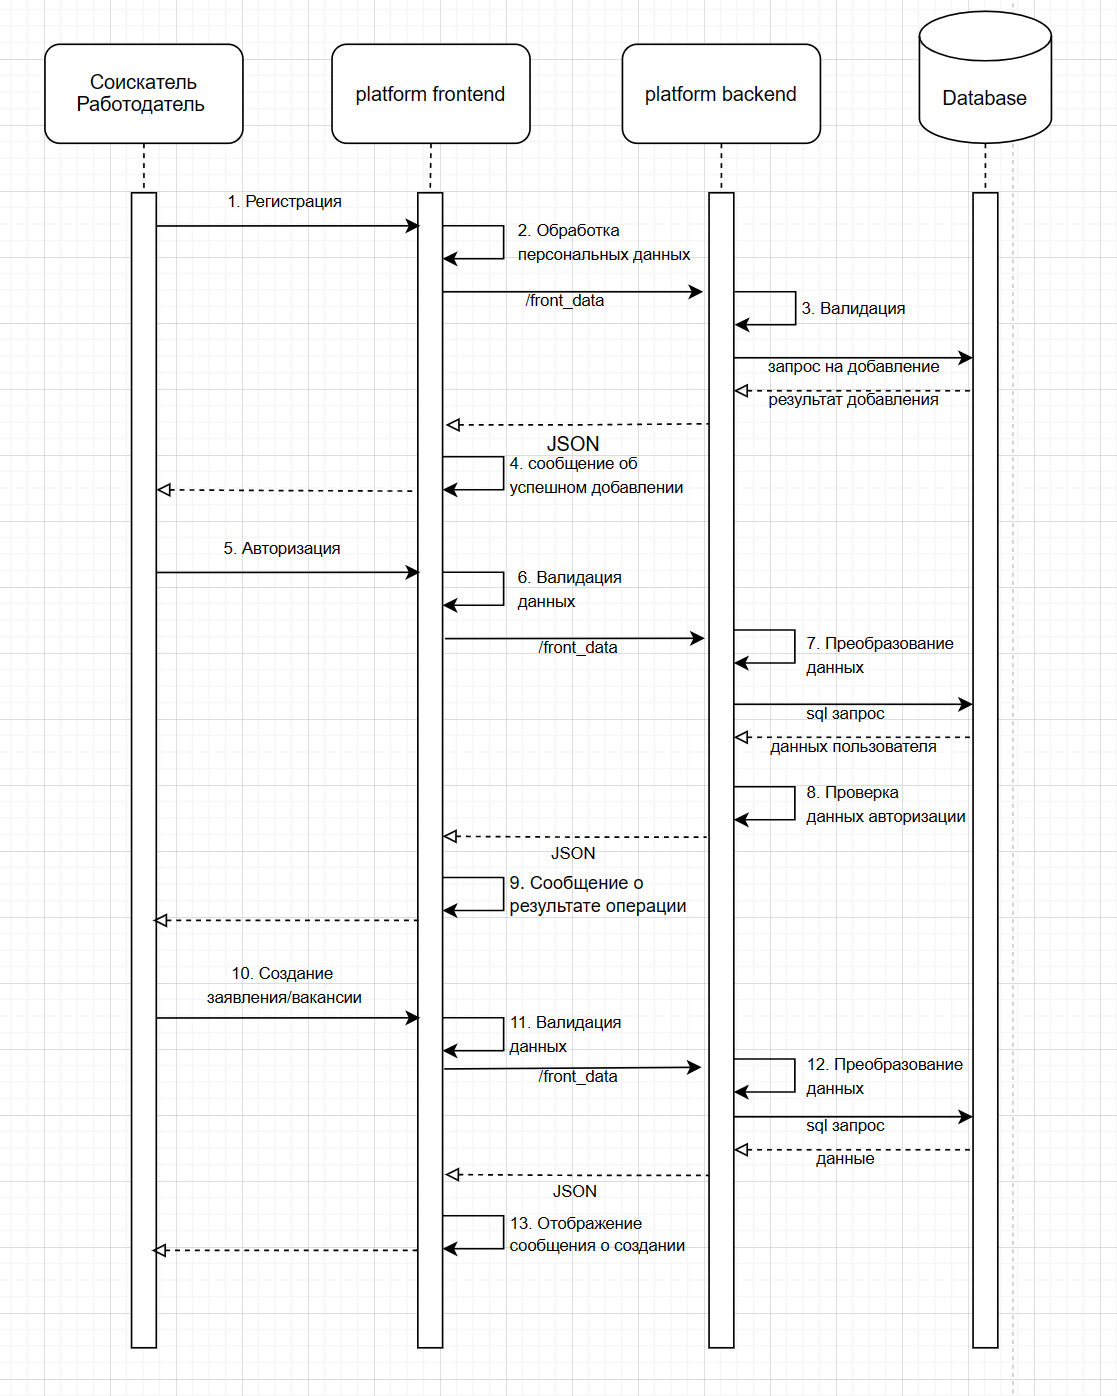 Соискатель
Работодатель
platform frontend
platform backend
Database
1. Регистрация
2. Обработка
персональных данных
/front_data
3. Валидация
запрос на добавление
результат добавления
JSON
4. сообщение об
успешном добавлении
5. Авторизация
6. Валидация
данных
/front_data
7. Преобразование
данных
sql запрос
данных пользователя
8. Проверка
данных авторизации
JSON
9. Сообщение о
результате операции
10. Создание
заявления/вакансии
11. Валидация
данных
/front_data
12. Преобразование
данных
sql запрос
данные
JSON
13. Отображение
сообщения о создании